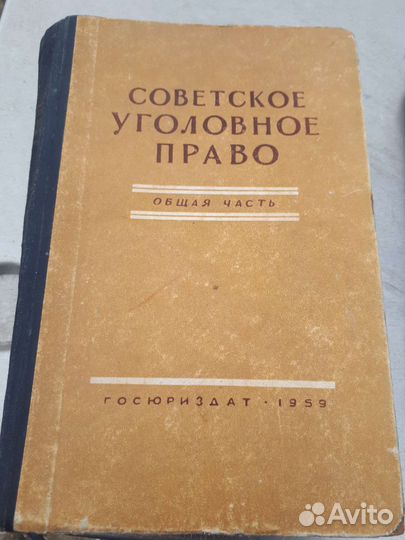 СОВЕТСКОЕ
УГОЛОВНОЕ
ПРАВО
ОБЩАЯ ЧАСТЬ
ГОСЮРИЗДАТ · 1959
Avito